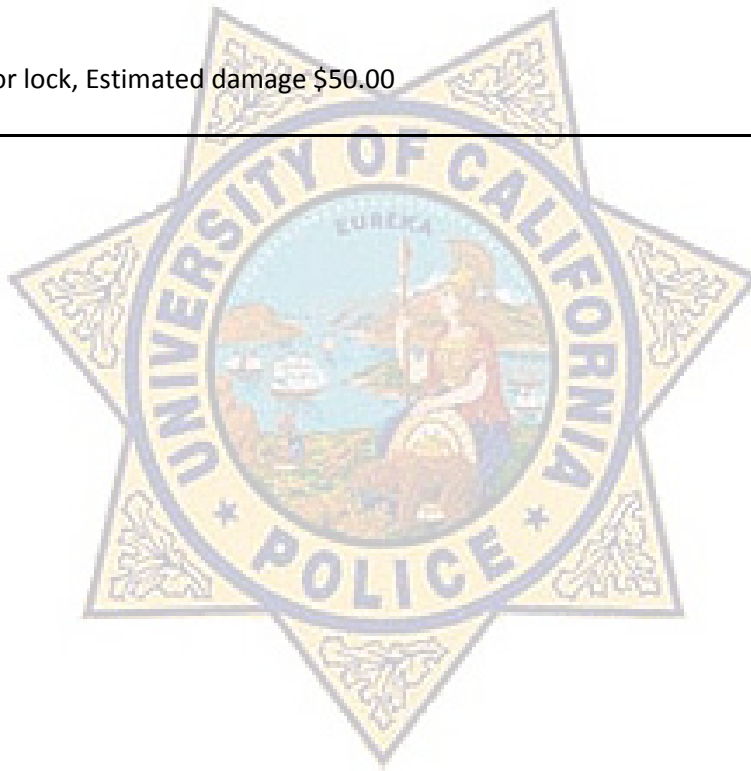 or lock, Estimated damage $50.00
UNIVERSITY OF CALIFORNIA
EUREKA
POLICE